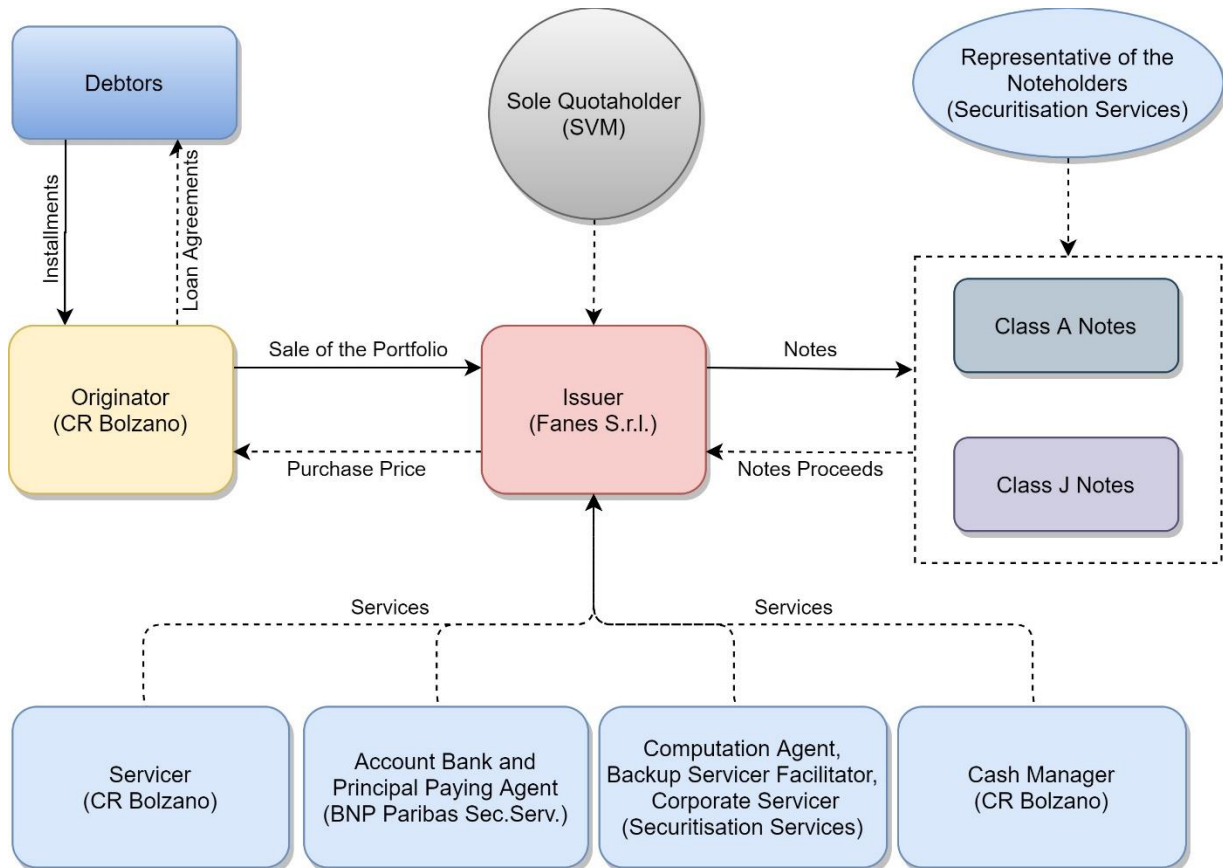 Debtors
Sole Quotaholder
(SVM)
Representative of the
Noteholders
(Securitisation Services)
Installments
Loan Agreements
Originator
(CR Bolzano)
Sale of the Portfolio
Purchase Price
Issuer
(Fanes S.r.l.)
Notes
Notes Proceeds
Class A Notes
Class J Notes
Services
Services
Servicer
(CR Bolzano)
Account Bank and
Principal Paying Agent
(BNP Paribas Sec.Serv.)
Computation Agent,
Backup Servicer Facilitator,
Corporate Servicer
(Securitisation Services)
Cash Manager
(CR Bolzano)